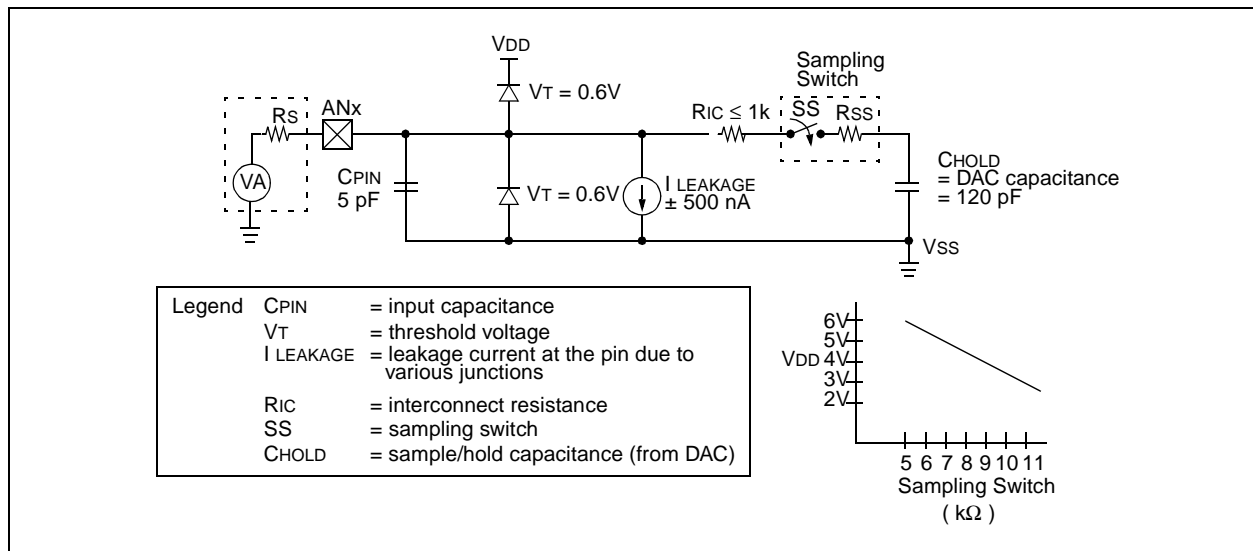 VDD
Sampling
Switch
VT = 0.6V
RS
ANx
RIC ≤ 1k
SS
RSS
VA
CPIN
5 pF
VT = 0.6V
I LEAKAGE
± 500 nA
CHOLD
= DAC capacitance
= 120 pF
VSS
Legend CPIN = input capacitance
VT = threshold voltage
I LEAKAGE = leakage current at the pin due to
various junctions
RIC = interconnect resistance
SS = sampling switch
CHOLD = sample/hold capacitance (from DAC)
6V
5V
VDD 4V
3V
2V
5 6 7 8 9 10 11
Sampling Switch
( kΩ )